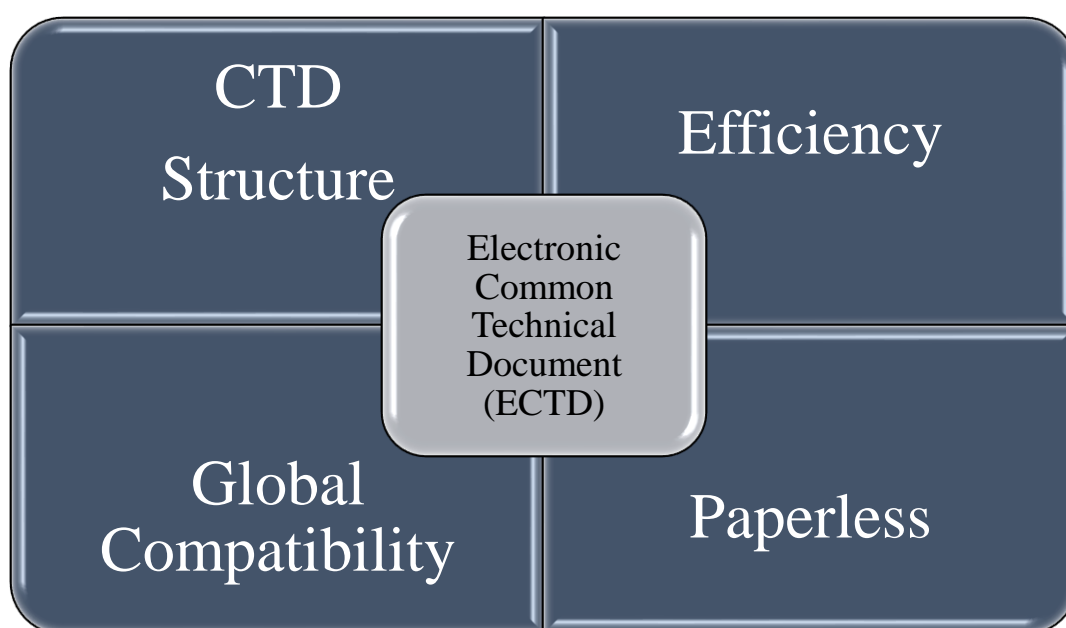 CTD
Structure
Efficiency
Electronic
Common
Technical
Document
(ECTD)
Global
Compatibility
Paperless